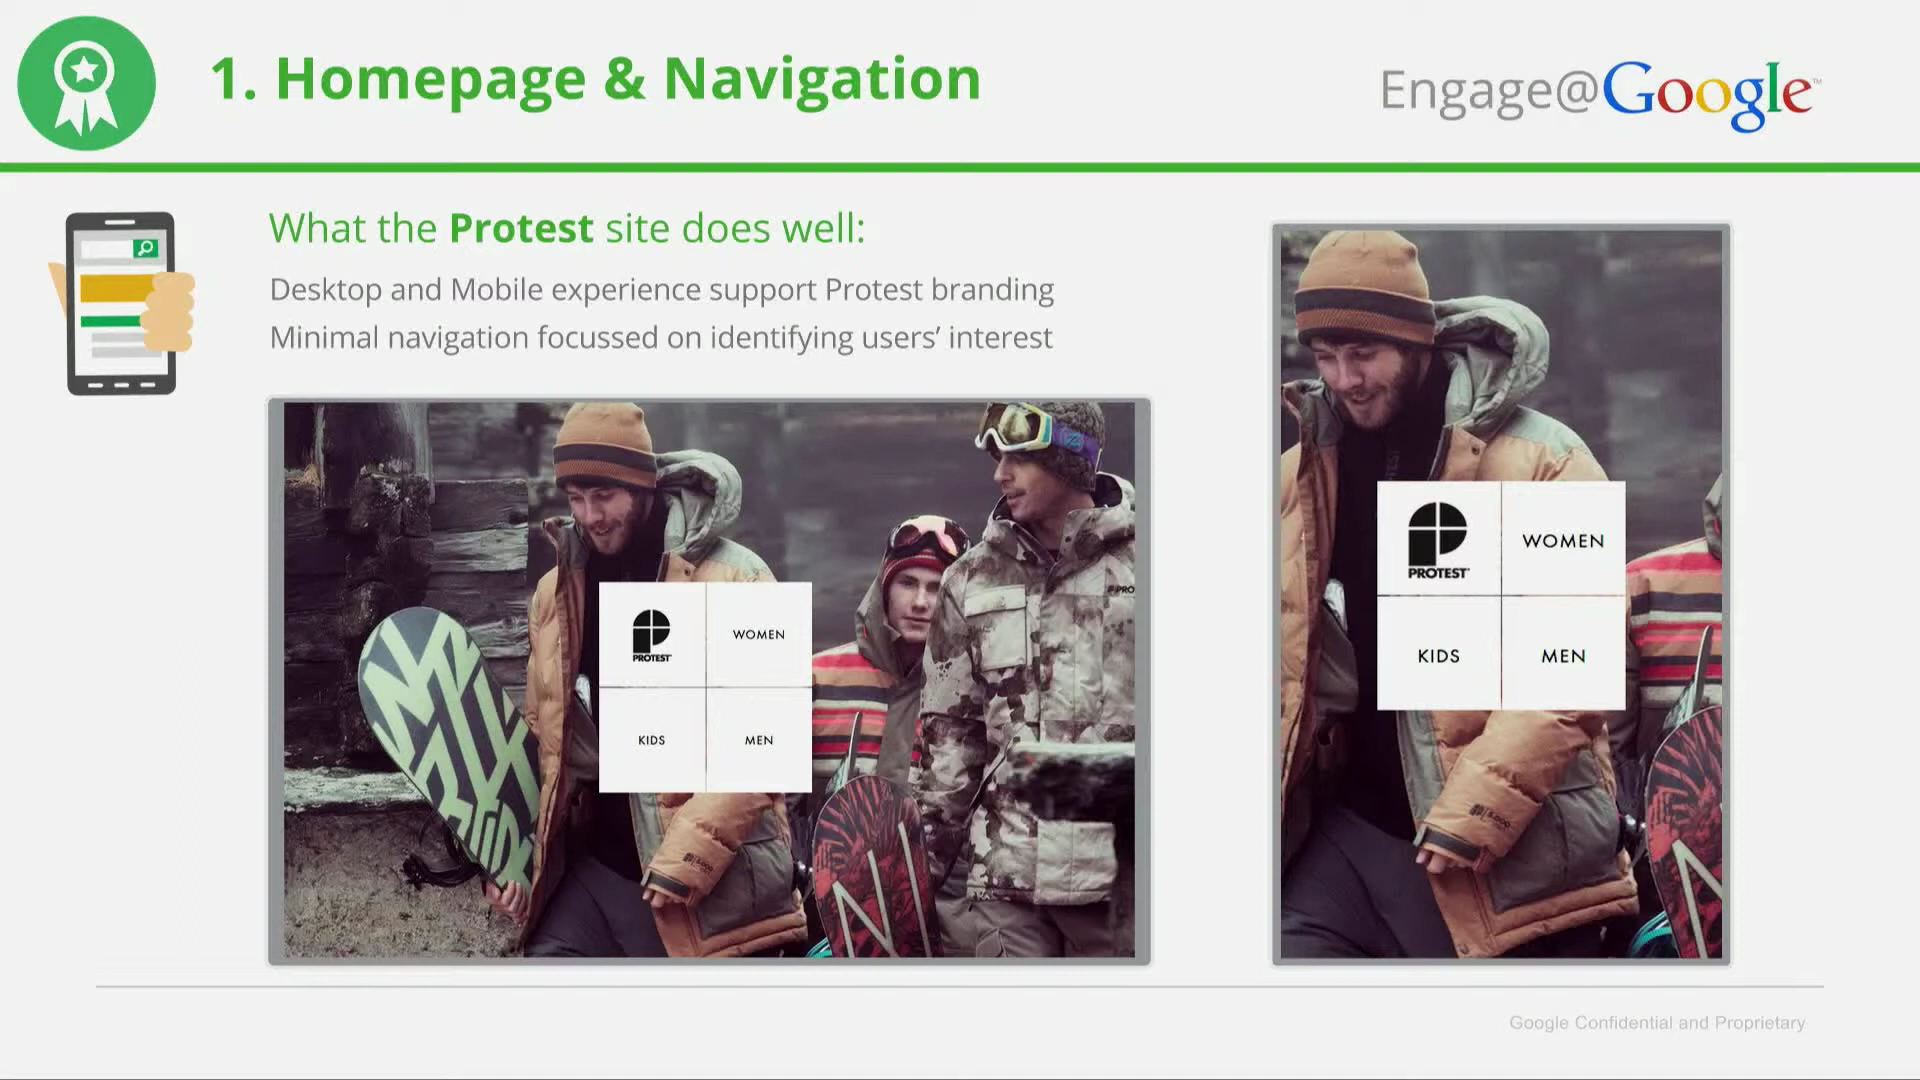 1. Homepage & Navigation
Engage@Google™
What the Protest site does well:
Desktop and Mobile experience support Protest branding
Minimal navigation focussed on identifying users’ interest
PROTEST
WOMEN
KIDS
MEN
PROTEST
WOMEN
KIDS
MEN
Google Confidential and Proprietary